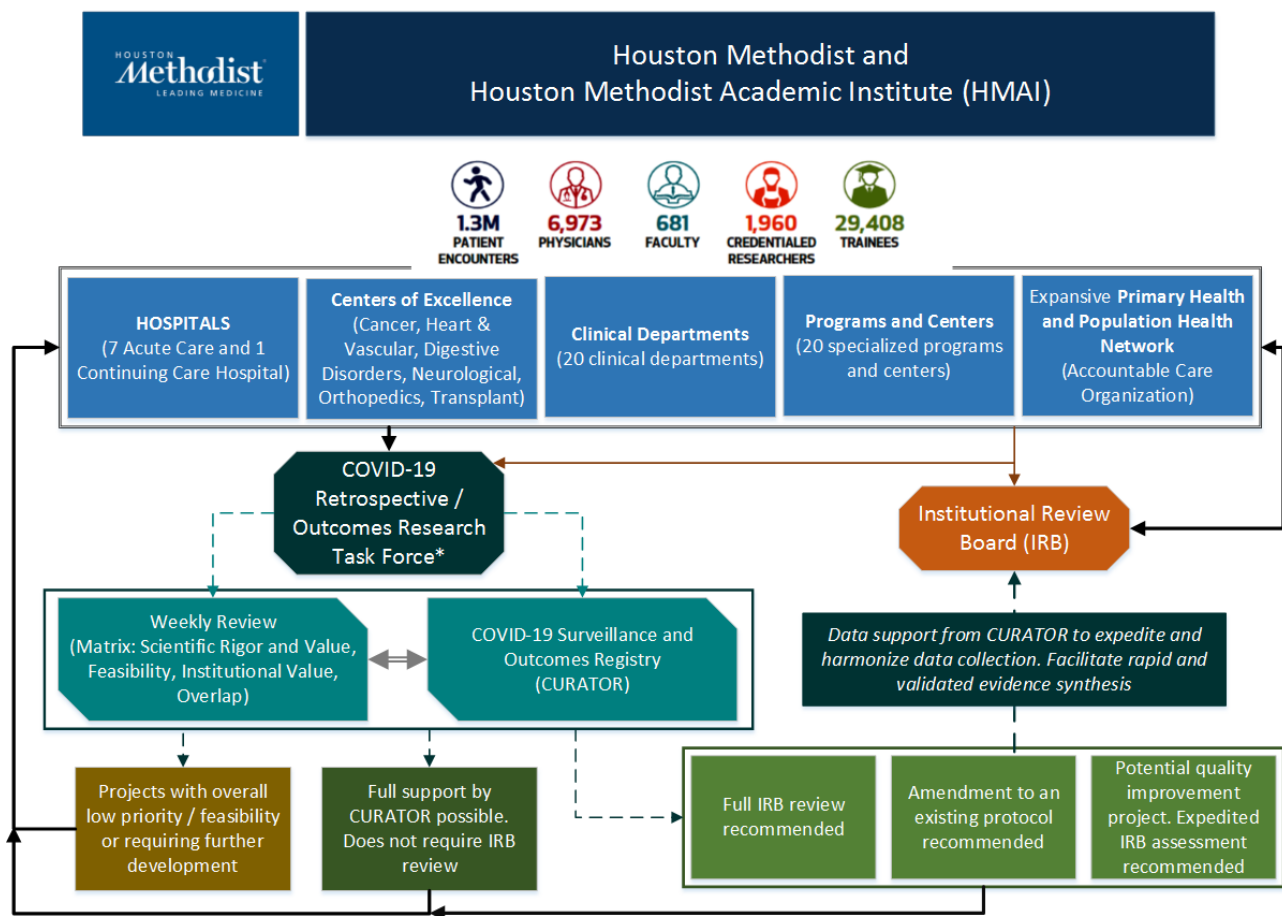 HOUSTON
Methodist
LEADING MEDICINE
Houston Methodist and
Houston Methodist Academic Institute (HMAI)
1.3M
PATIENT
ENCOUNTERS
6,973
PHYSICIANS
681
FACULTY
1,960
CREDENTIALED
RESEARCHERS
29,408
TRAINEES
HOSPITALS
(7 Acute Care and 1
Continuing Care Hospital)
Centers of Excellence
(Cancer, Heart &
Vascular, Digestive
Disorders, Neurological,
Orthopedics, Transplant)
Clinical Departments
(20 clinical departments)
Programs and Centers
(20 specialized programs
and centers)
Expansive Primary Health
and Population Health
Network
(Accountable Care
Organization)
COVID-19
Retrospective /
Outcomes Research
Task Force*
Institutional Review
Board (IRB)
Weekly Review
(Matrix: Scientific Rigor and Value,
Feasibility, Institutional Value,
Overlap)
COVID-19 Surveillance and
Outcomes Registry
(CURATOR)
Data support from CURATOR to expedite and
harmonize data collection. Facilitate rapid and
validated evidence synthesis
Projects with overall
low priority / feasibility
or requiring further
development
Full support by
CURATOR possible.
Does not require IRB
review
Full IRB review
recommended
Amendment to an
existing protocol
recommended
Potential quality
improvement
project. Expedited
IRB assessment
recommended